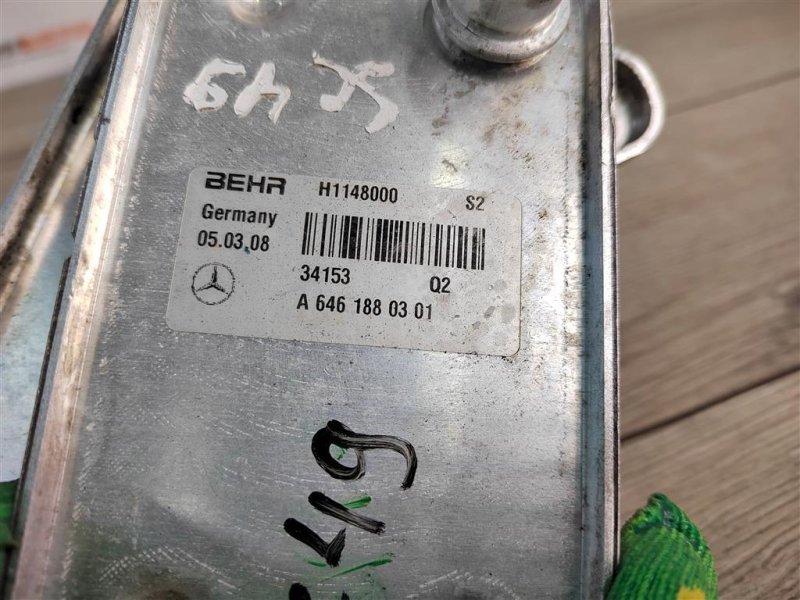 BEHR H1148000 S2
Germany
05.03.08
34153 Q2
A 646 188 03 01